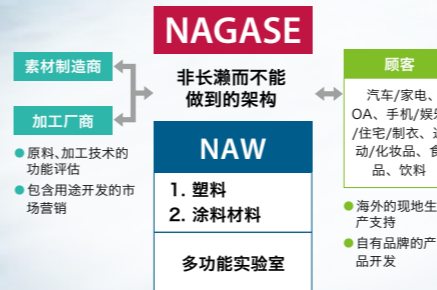 NAGASE
素材制造商
加工厂商
● 原料、加工技术的
功能评估
● 包含用途开发的市
场营销
非长濑而不能
做到的架构
NAW
1. 塑料
2. 涂料材料
多功能实验室
顾客
汽车/家电、
OA、手机/娱
/住宅/制衣、
动/化妆品、食
品、饮料
● 海外的现地生
产支持
● 自有品牌的产
品开发